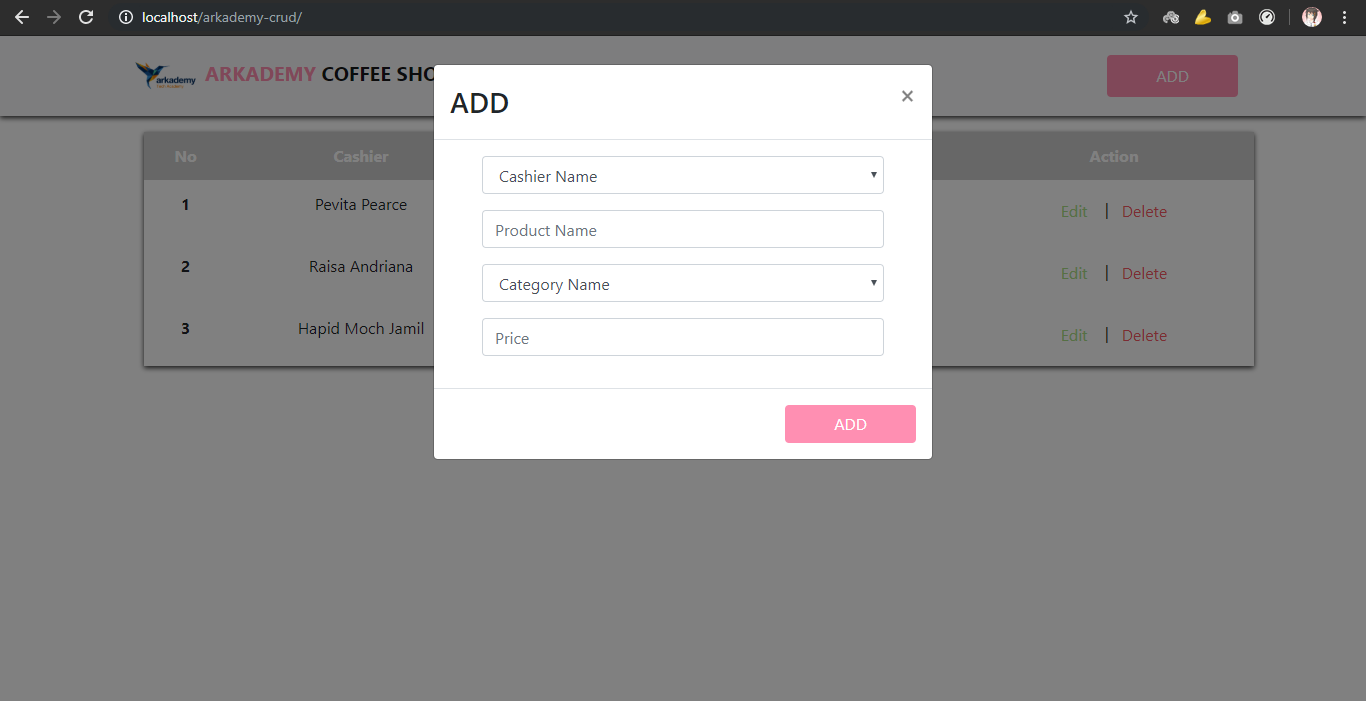 localhost/arkademy-crud/
arkademy
ARKADEMY COFFEE SHO
ADD
ADD
×
No Cashier Action
Cashier Name
1 Pevita Pearce Edit | Delete
Product Name
2 Raisa Andriana Edit | Delete
Category Name
3 Hapid Moch Jamil Edit | Delete
Price
ADD